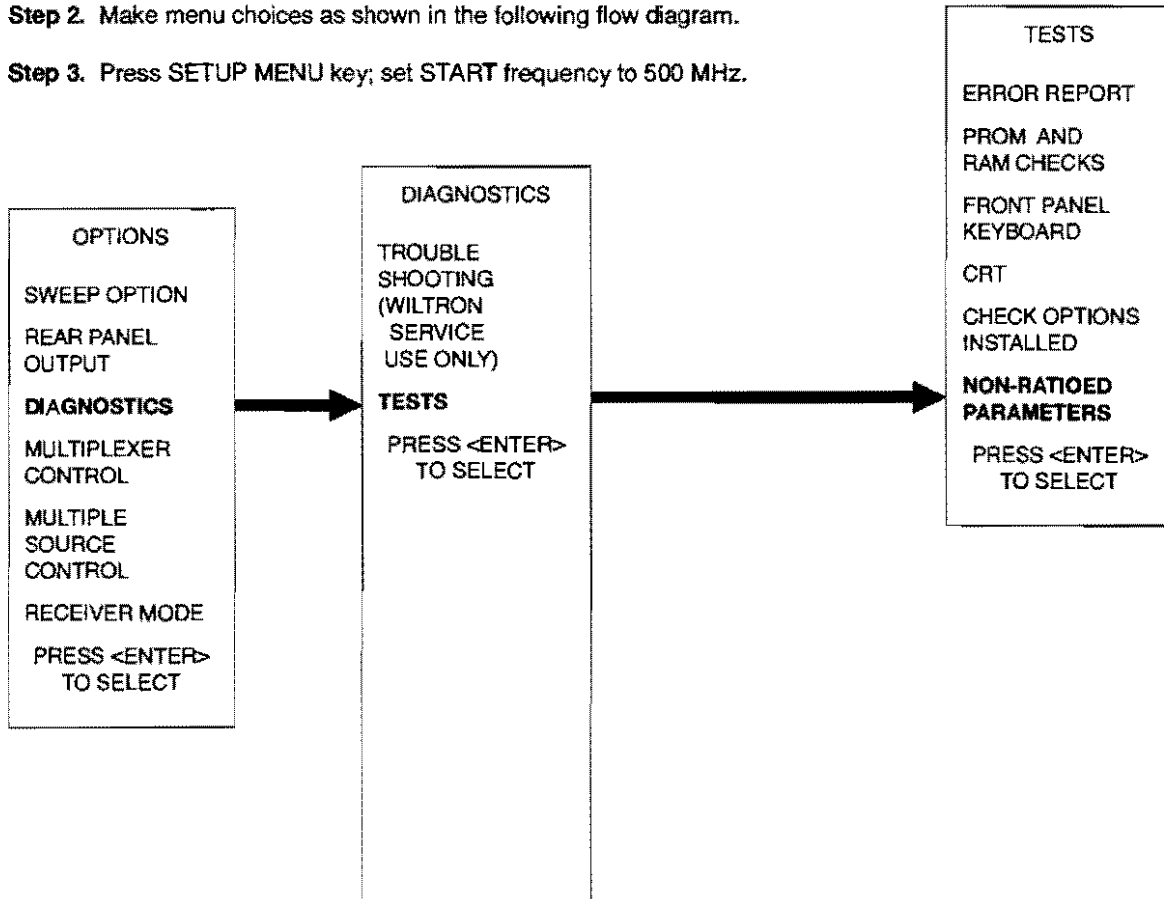 Step 2. Make menu choices as shown in the following flow diagram.
Step 3. Press SETUP MENU key; set START frequency to 500 MHz.
OPTIONS
SWEEP OPTION
REAR PANEL
OUTPUT
DIAGNOSTICS
MULTIPLEXER
CONTROL
MULTIPLE
SOURCE
CONTROL
RECEIVER MODE
PRESS <ENTER>
TO SELECT
DIAGNOSTICS
TROUBLE
SHOOTING
(WILTRON
SERVICE
USE ONLY)
TESTS
PRESS <ENTER>
TO SELECT
TESTS
ERROR REPORT
PROM AND
RAM CHECKS
FRONT PANEL
KEYBOARD
CRT
CHECK OPTIONS
INSTALLED
NON-RATIOED
PARAMETERS
PRESS <ENTER>
TO SELECT